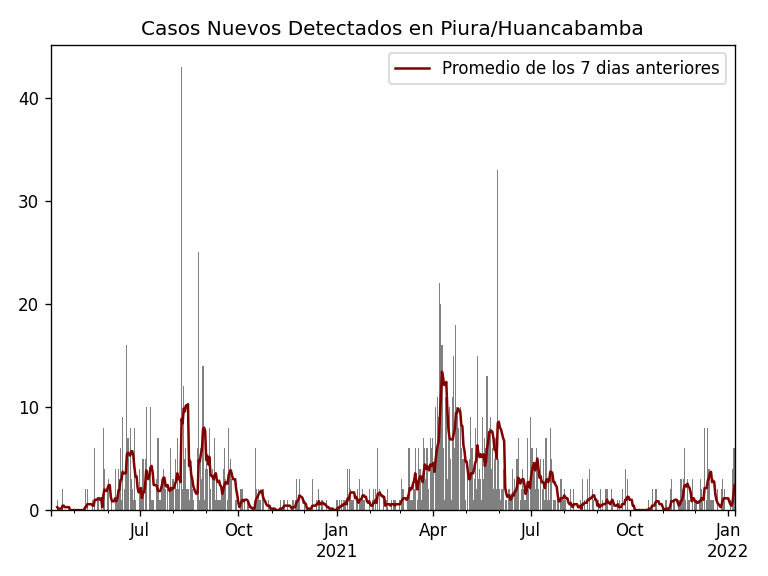 Casos Nuevos Detectados en Piura/Huancabamba
Promedio de los 7 dias anteriores
40
30
20
10
0
Jul Oct Jan Apr Jul Oct Jan
2021 2022